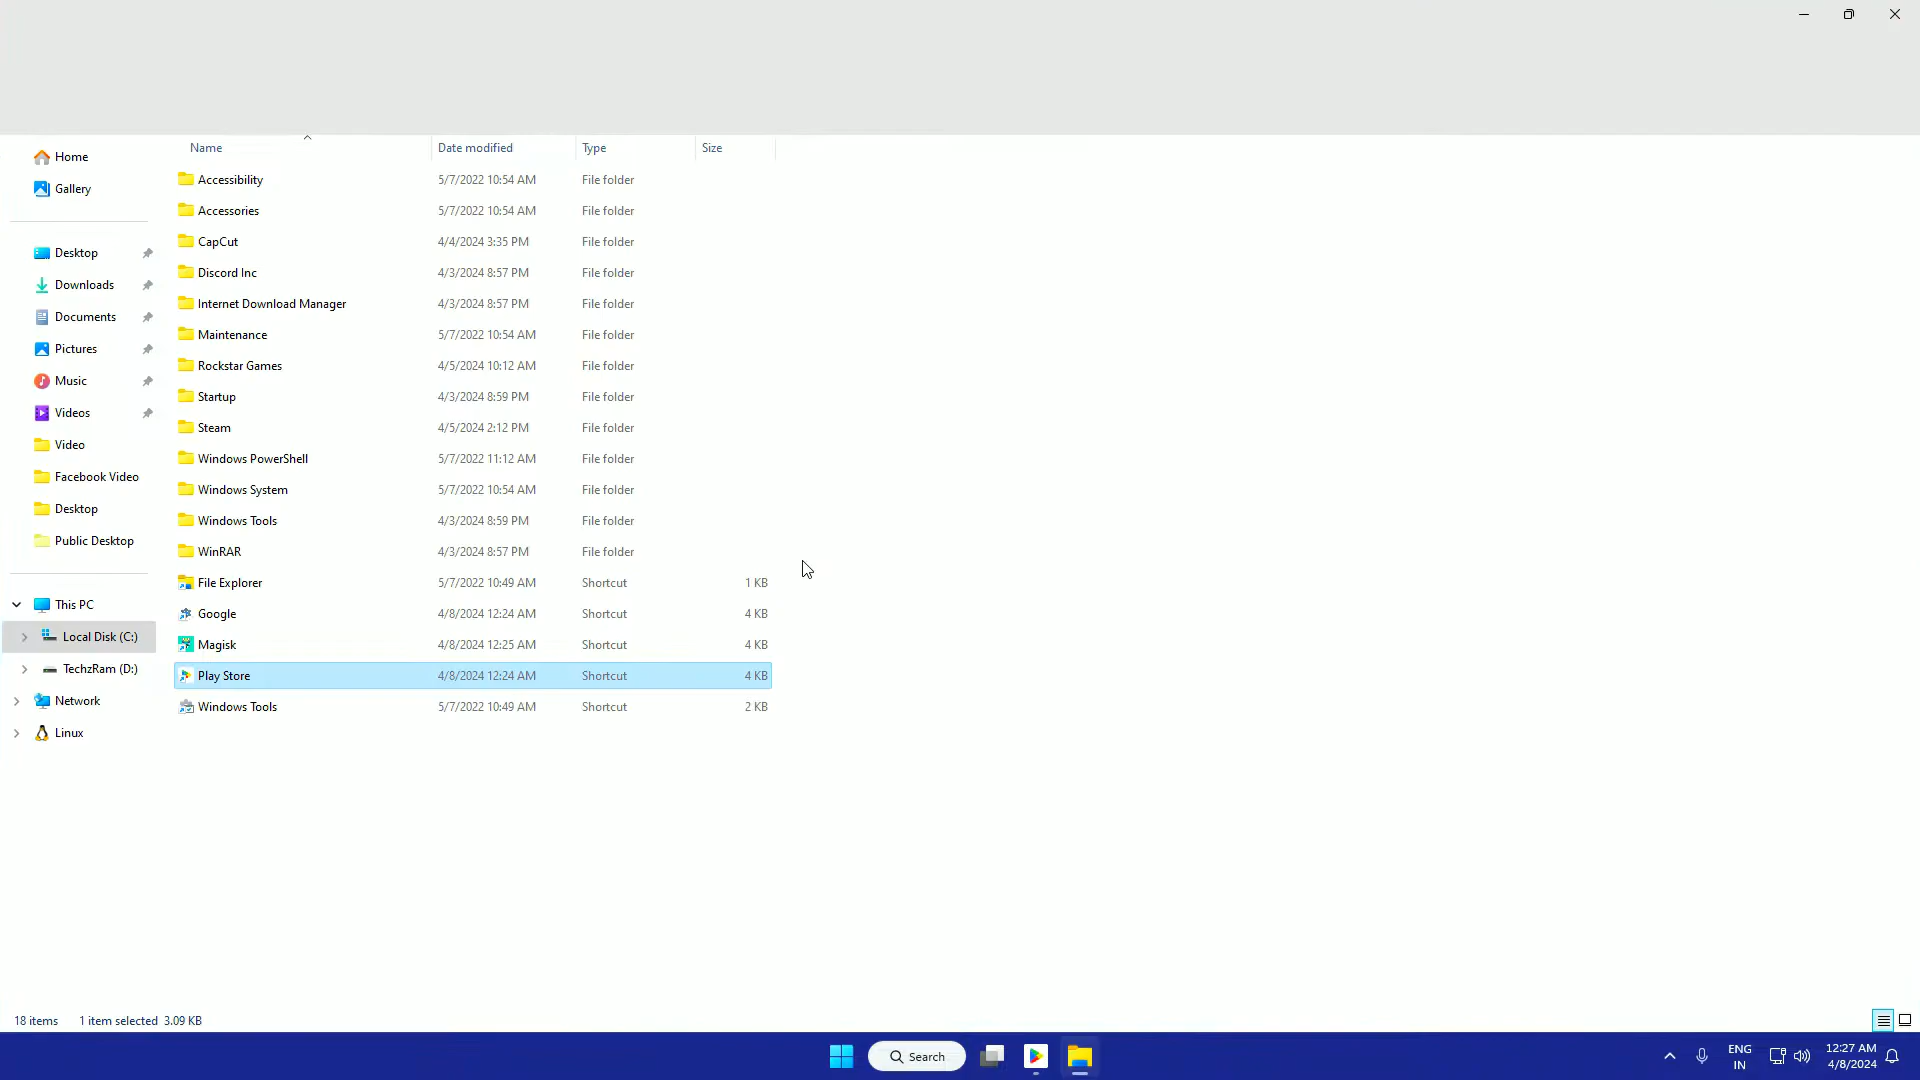 Name Date modified Type Size
Home
Gallery
Desktop
Downloads
Documents
Pictures
Music
Videos
Video
Facebook Video
Desktop
Public Desktop
This PC
Local Disk (C:)
TechzRam (D:)
Network
Linux
Accessibility 5/7/2022 10:54 AM File folder
Accessories 5/7/2022 10:54 AM File folder
CapCut 4/4/2024 3:35 PM File folder
Discord Inc 4/3/2024 8:57 PM File folder
Internet Download Manager 4/3/2024 8:57 PM File folder
Maintenance 5/7/2022 10:54 AM File folder
Rockstar Games 4/5/2024 10:12 AM File folder
Startup 4/3/2024 8:59 PM File folder
Steam 4/5/2024 2:12 PM File folder
Windows PowerShell 5/7/2022 11:12 AM File folder
Windows System 5/7/2022 10:54 AM File folder
Windows Tools 4/3/2024 8:59 PM File folder
WinRAR 4/3/2024 8:57 PM File folder
File Explorer 5/7/2022 10:49 AM Shortcut 1 KB
Google 4/8/2024 12:24 AM Shortcut 4 KB
Magisk 4/8/2024 12:25 AM Shortcut 4 KB
Play Store 4/8/2024 12:24 AM Shortcut 4 KB
Windows Tools 5/7/2022 10:49 AM Shortcut 2 KB
18 items 1 item selected 3.09 KB
Search
ENG
IN
12:27 AM
4/8/2024